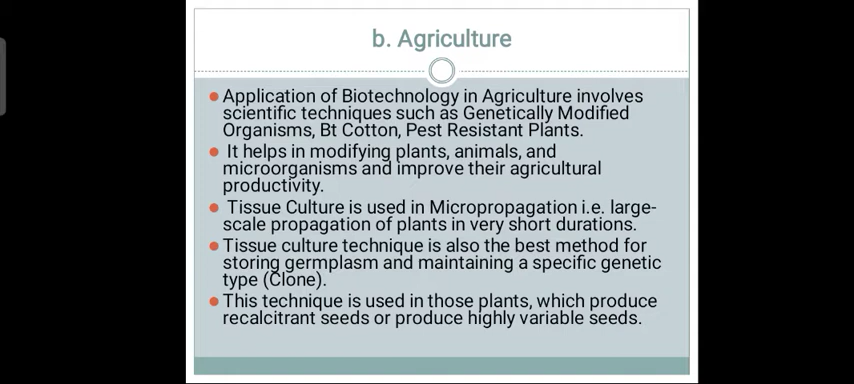 b. Agriculture
Application of Biotechnology in Agriculture involves
scientific techniques such as Genetically Modified
Organisms, Bt Cotton, Pest Resistant Plants.
It helps in modifying plants, animals, and
microorganisms and improve their agricultural
productivity.
Tissue Culture is used in Micropropagation i.e. large-
scale propagation of plants in very short durations.
Tissue culture technique is also the best method for
storing germplasm and maintaining a specific genetic
type (Clone).
This technique is used in those plants, which produce
recalcitrant seeds or produce highly variable seeds.